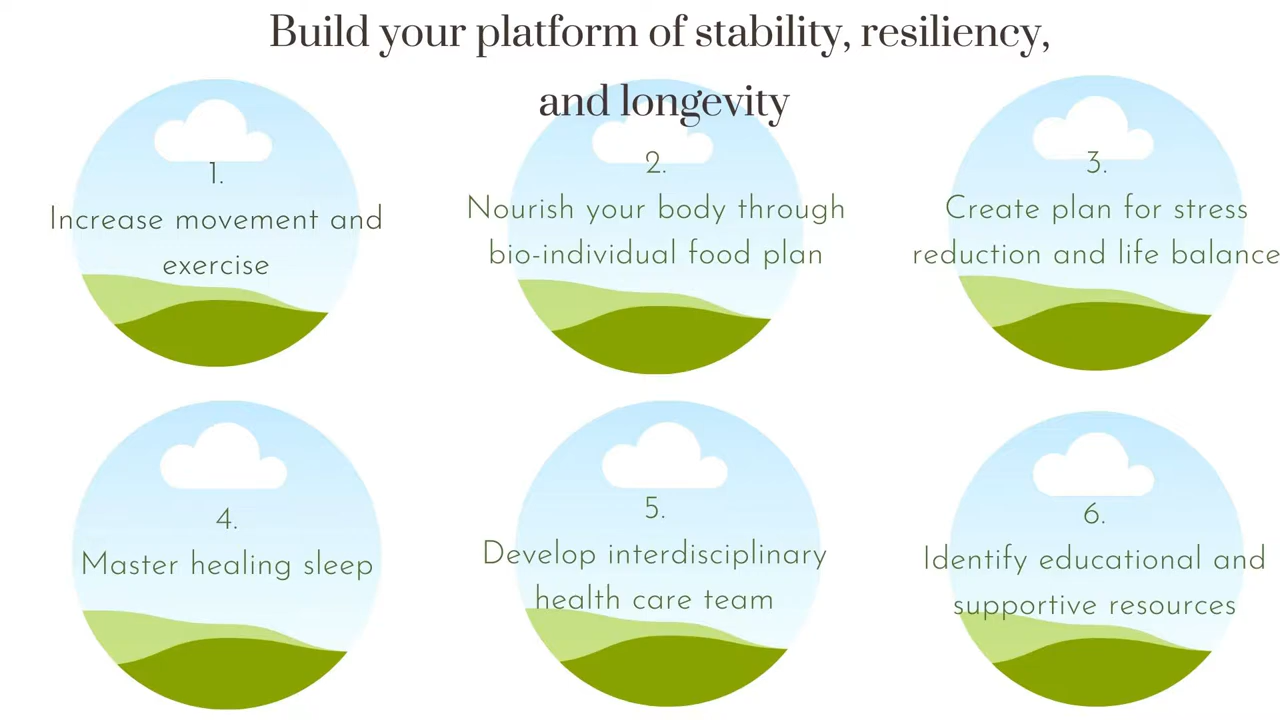 Build your platform of stability, resiliency,
and longevity
1.
Increase movement and
exercise
2.
Nourish your body through
bio-individual food plan
3.
Create plan for stress
reduction and life balance
4.
Master healing sleep
5.
Develop interdisciplinary
health care team
6.
Identify educational and
supportive resources